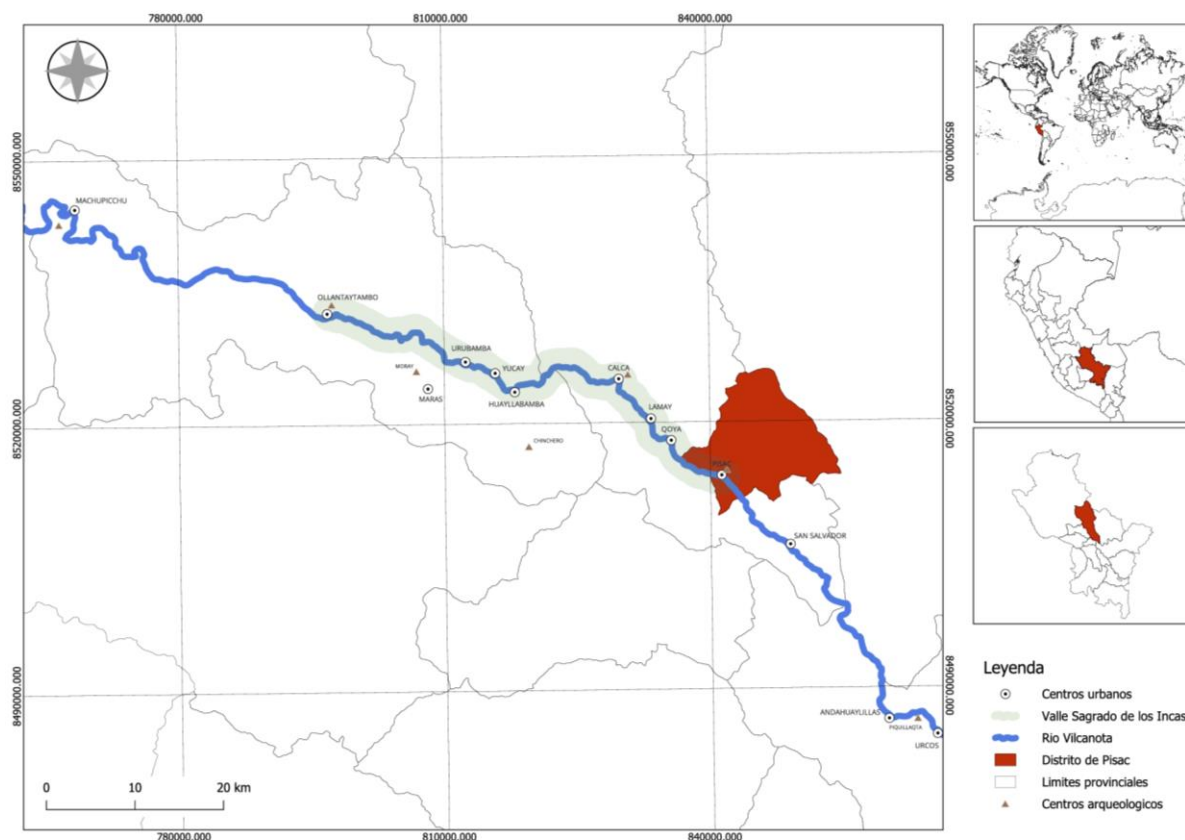 780000.000
810000.000
840000.000
8550000.000
8550000.000
MACHUPICCHU
OLLANTAYTAMBO
URUBAMBA
YUCAY
CALCA
MORAY
MARAS
HUAYLLABAMBA
LAMAY
8520000.000
8520000.000
QOYA
CHINCHERO
PISAC
SAN SALVADOR
8490000.000
8490000.000
ANDAHUAYLILLAS
PIQUILLAQTA
URCOS
0
10
20 km
780000.000
810000.000
840000.000
Leyenda
Centros urbanos
Valle Sagrado de los Incas
Rio Vilcanota
Distrito de Pisac
Limites provinciales
Centros arqueologicos